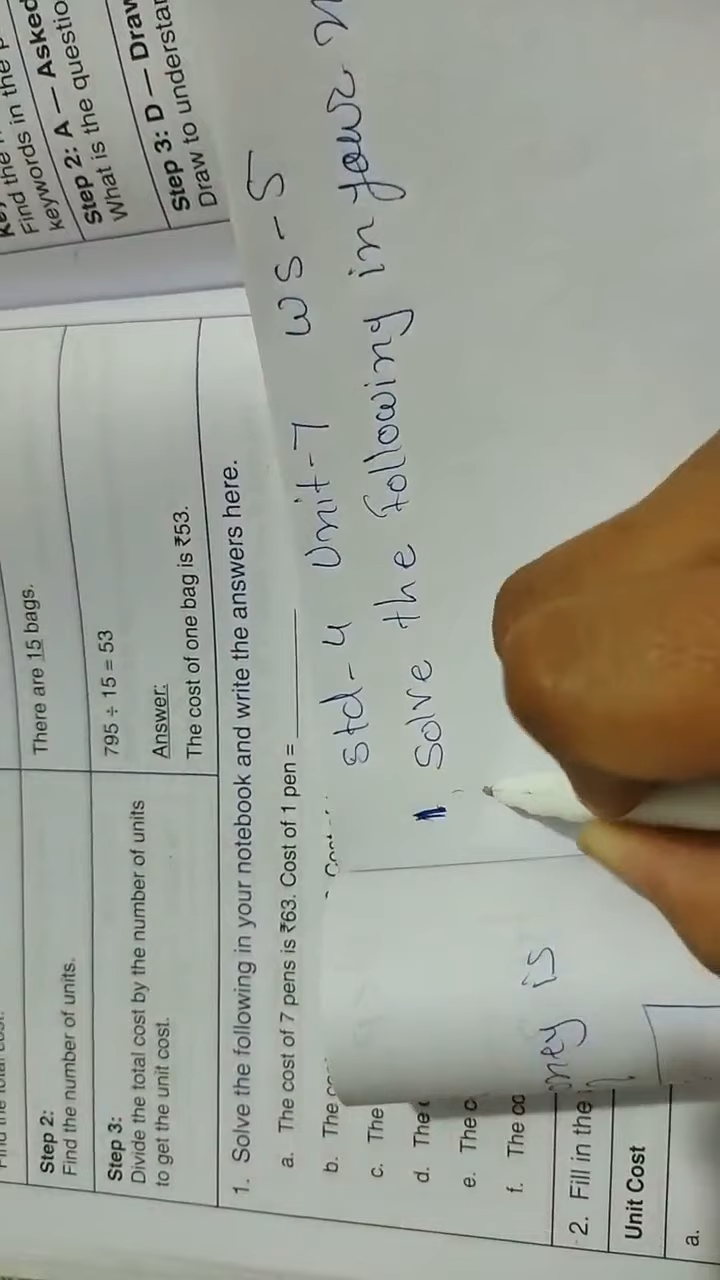 Find the
keywords in the
Step 2: A — Asked
What is the
Step 3: D — Draw
Draw to
Step 2:
Find the number of units.
There are 15 bags.
Step 3:
Divide the total cost by the number of units
to get the unit cost.
795 ÷ 15 = 53
Answer:
The cost of one bag is ₹53.
1. Solve the following in your notebook and write the answers here.
a. The cost of 7 pens is ₹63. Cost of 1 pen =
b. The
c. The
d. The
e. The
f. The
2. Fill in the
Unit Cost
a.
Std-4 Unit-7 WS-5
1. Solve the following in your
is